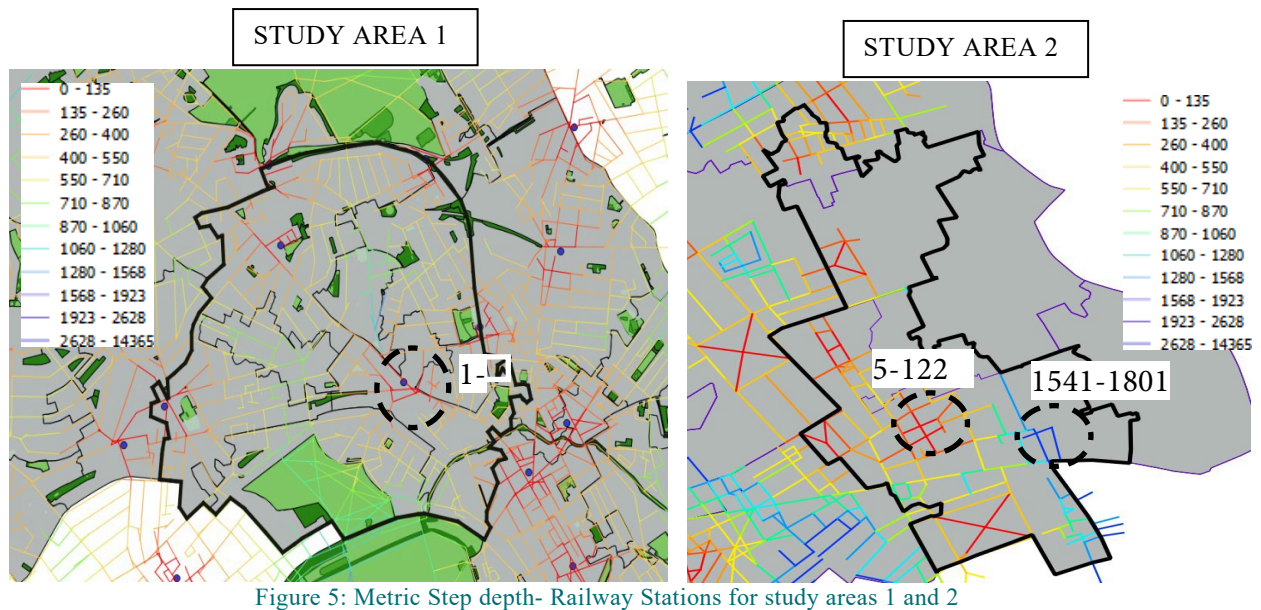 STUDY AREA 1
STUDY AREA 2
0 - 135
135 - 260
260 - 400
400 - 550
550 - 710
710 - 870
870 - 1060
1060 - 1280
1280 - 1568
1568 - 1923
1923 - 2628
2628 - 14365
1-
0 - 135
135 - 260
260 - 400
400 - 550
550 - 710
710 - 870
870 - 1060
1060 - 1280
1280 - 1568
1568 - 1923
1923 - 2628
2628 - 14365
5-122
1541-1801
Figure 5: Metric Step depth- Railway Stations for study areas 1 and 2